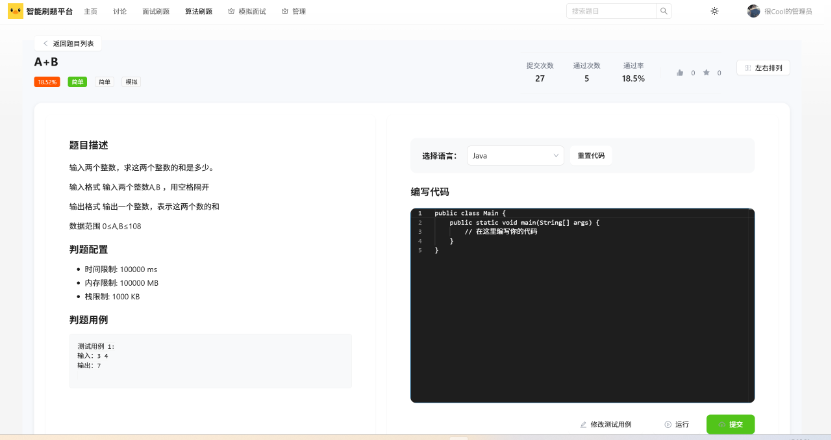 智能刷题平台 主页 讨论 面试刷题 算法刷题 模拟面试 管理 搜索题目 很Cool的管理员
返回题目列表
A+B
18.52% 简单 简单 模拟
提交次数 通过次数 通过率
27 5 18.5%
0 0
左右排列
题目描述
输入两个整数，求这两个整数的和是多少。
输入格式 输入两个整数A,B ，用空格隔开
输出格式 输出一个整数，表示这两个数的和
数据范围 0≤A,B≤108
判题配置
时间限制: 100000 ms
内存限制: 100000 MB
栈限制: 1000 KB
判题用例
测试用例 1:
输入: 3 4
输出: 7
选择语言: Java 重置代码
编写代码
1 public class Main {
2 public static void main(String[] args) {
3 // 在这里编写你的代码
4 }
5 }
修改测试用例 运行 提交